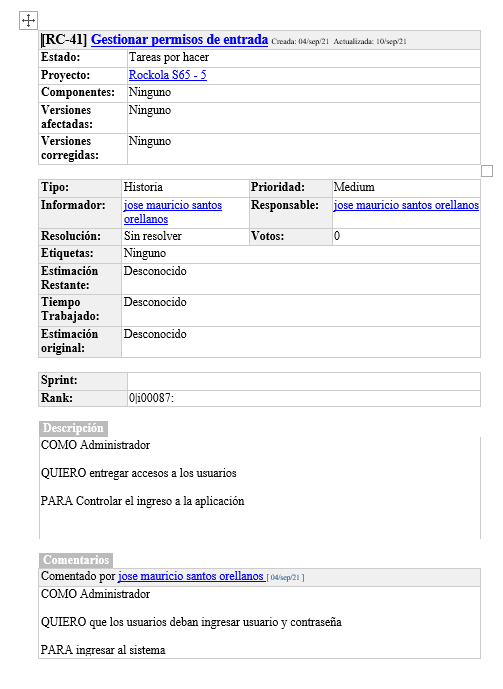 [RC-41] Gestionar permisos de entrada Creada: 04/sep/21 Actualizada: 10/sep/21
Estado: Tareas por hacer
Proyecto: Rockola S65 - 5
Componentes: Ninguno
Versiones afectadas: Ninguno
Versiones corregidas: Ninguno
Tipo: Historia Prioridad: Medium
Informador: jose mauricio santos orellanos Responsable: jose mauricio santos orellanos
Resolución: Sin resolver Votos: 0
Etiquetas: Ninguno
Estimación Restante: Desconocido
Tiempo Trabajado: Desconocido
Estimación original: Desconocido
Sprint:
Rank: 0|i00087:
Descripción
COMO Administrador
QUIERO entregar accesos a los usuarios
PARA Controlar el ingreso a la aplicación
Comentarios
Comentado por jose mauricio santos orellanos [ 04/sep/21 ]
COMO Administrador
QUIERO que los usuarios deban ingresar usuario y contraseña
PARA ingresar al sistema